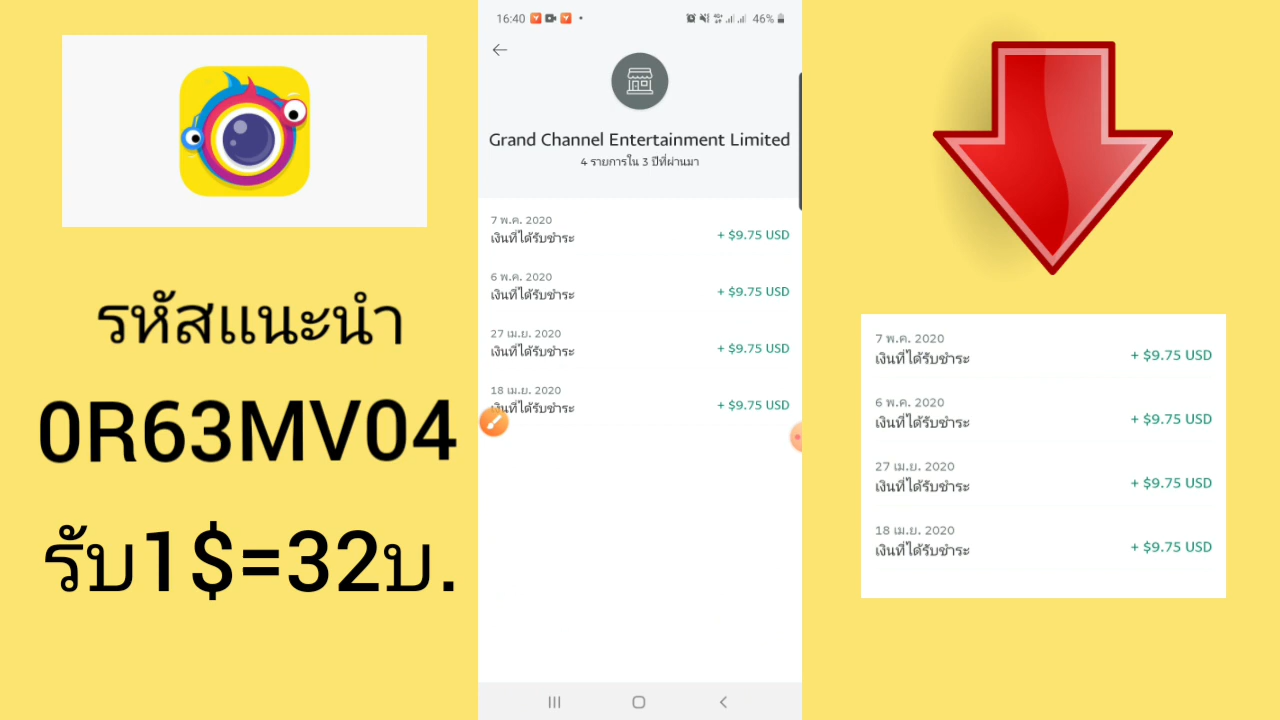 รหัสแนะนำ
0R63MV04
รับ1$=32บ.
16:40
46%
Grand Channel Entertainment Limited
4 รายการใน 3 ปีที่ผ่านมา
7 พ.ค. 2020
เงินที่ได้รับชำระ + $9.75 USD
6 พ.ค. 2020
เงินที่ได้รับชำระ + $9.75 USD
27 เม.ย. 2020
เงินที่ได้รับชำระ + $9.75 USD
18 เม.ย. 2020
เงินที่ได้รับชำระ + $9.75 USD
7 พ.ค. 2020
เงินที่ได้รับชำระ + $9.75 USD
6 พ.ค. 2020
เงินที่ได้รับชำระ + $9.75 USD
27 เม.ย. 2020
เงินที่ได้รับชำระ + $9.75 USD
18 เม.ย. 2020
เงินที่ได้รับชำระ + $9.75 USD